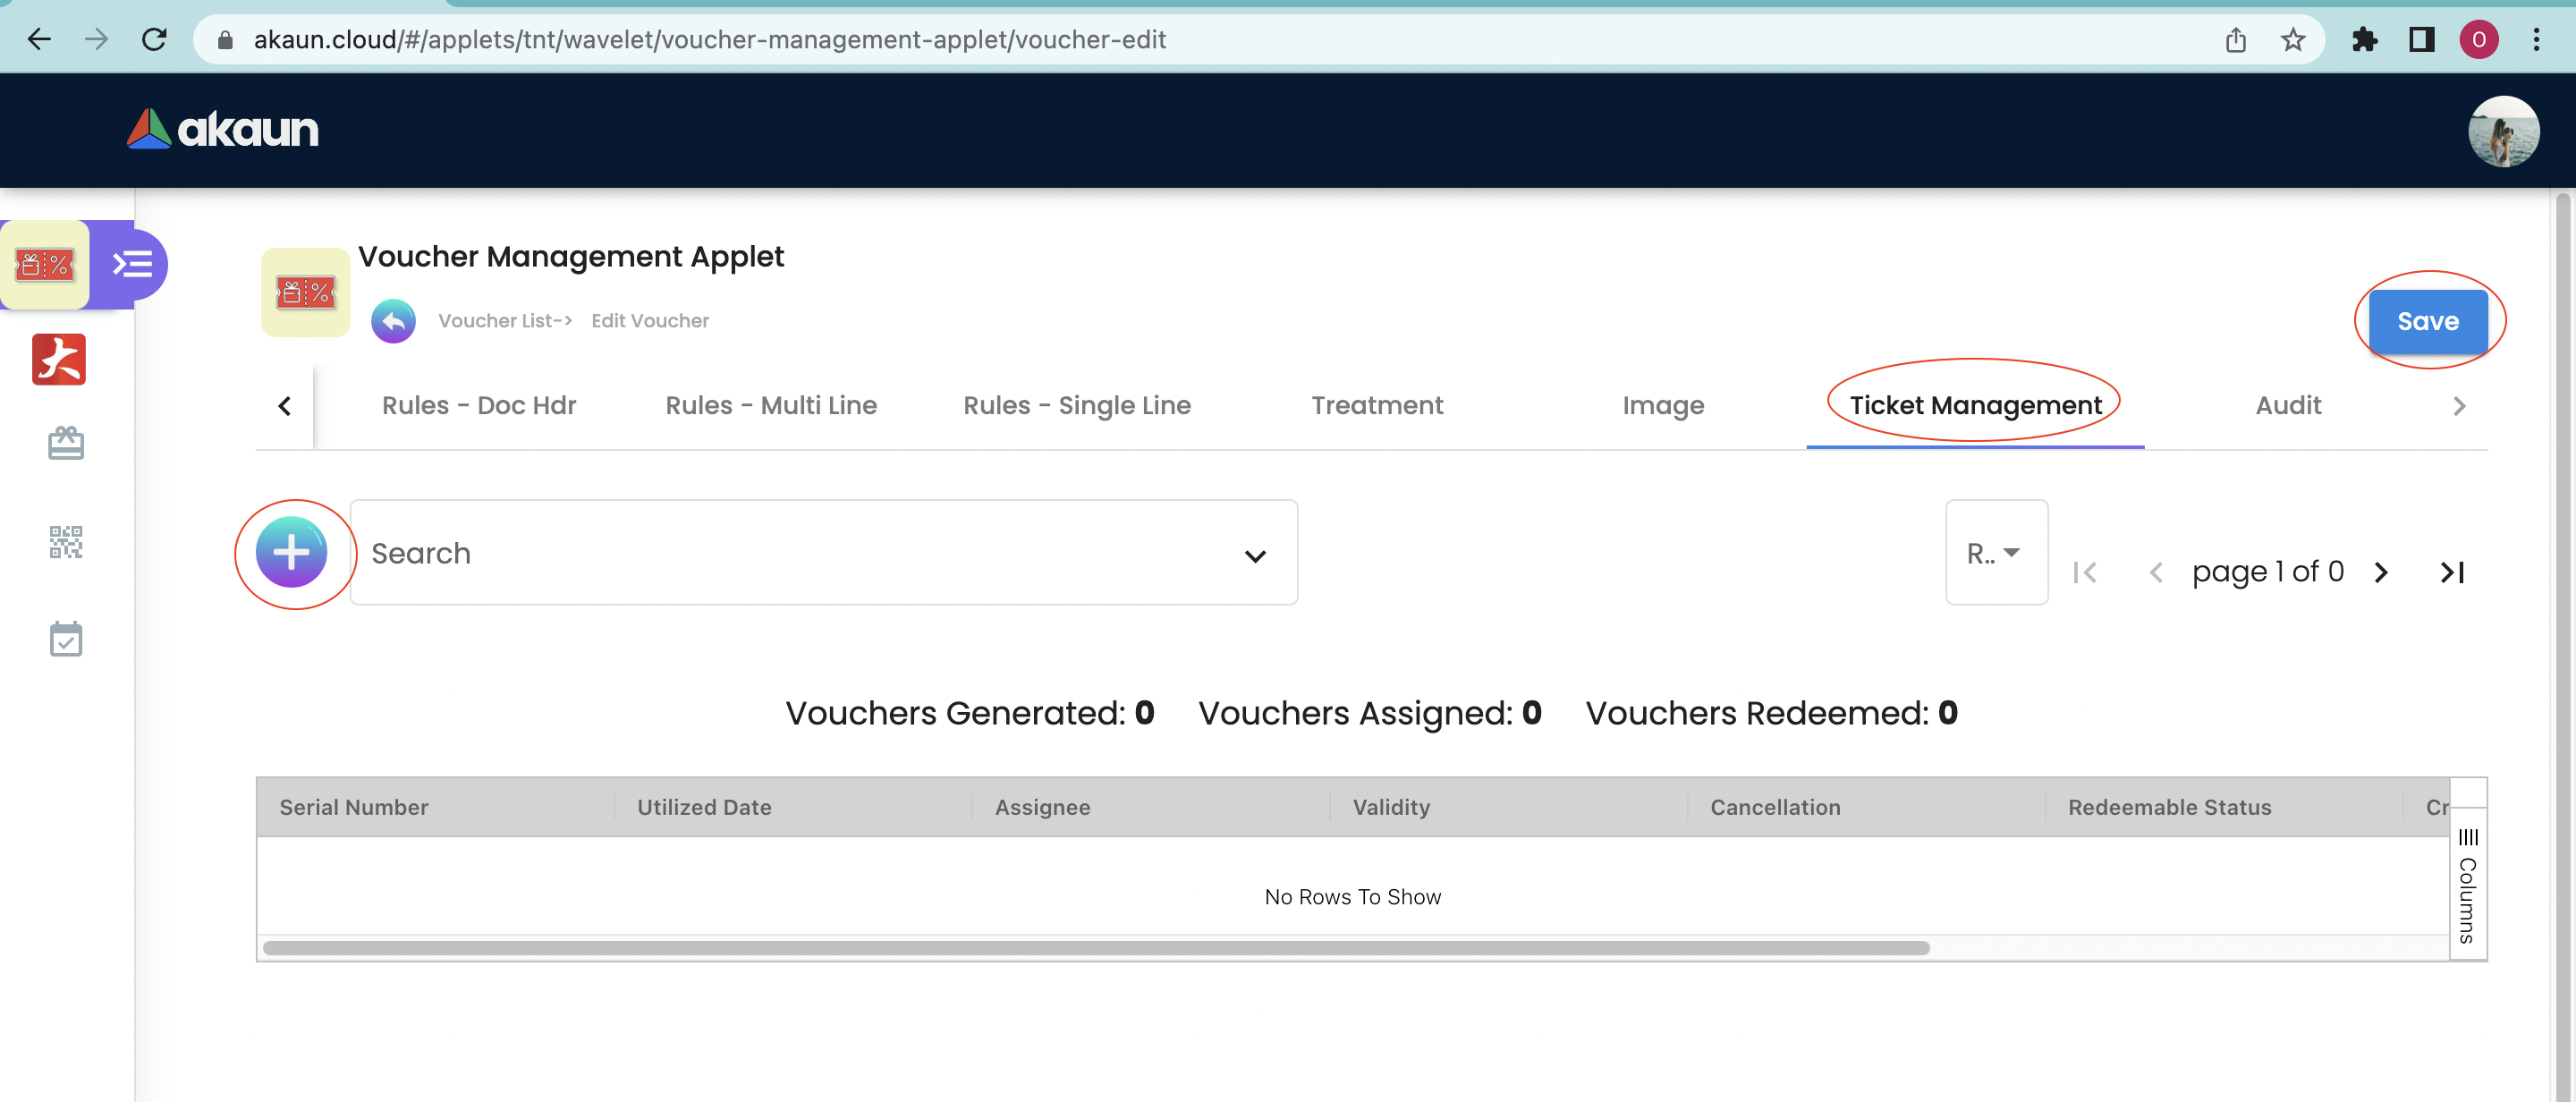 akaun.cloud/#/applets/tnt/wavelet/voucher-management-applet/voucher-edit
O
akaun
Voucher Management Applet
Voucher List-> Edit Voucher
Save
Rules - Doc Hdr Rules - Multi Line Rules - Single Line Treatment Image Ticket Management Audit
Search
R.. page 1 of 0
Vouchers Generated: 0 Vouchers Assigned: 0 Vouchers Redeemed: 0
Serial Number Utilized Date Assignee Validity Cancellation Redeemable Status Cr
Columns
No Rows To Show